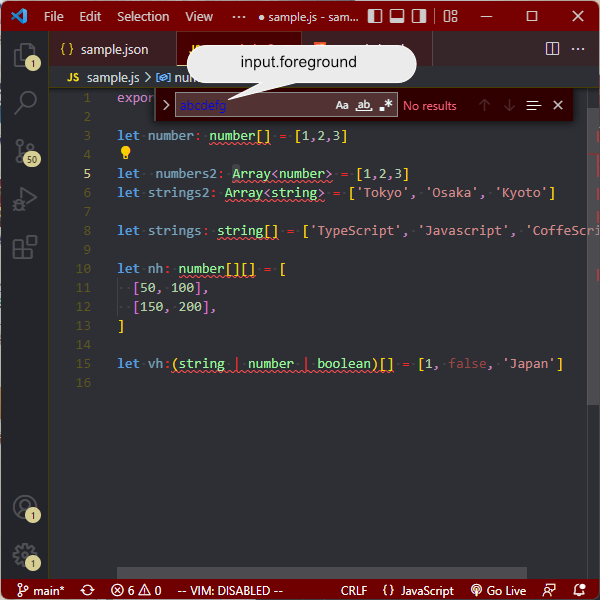 File Edit Selection View ··· ● sample.js - sam...
{ } sample.json
input.foreground
JS sample.js > num
abcdefg Aa ab .* No results
1 expor
2
3 let number: number[] = [1,2,3]
4
5 let numbers2: Array<number> = [1,2,3]
6 let strings2: Array<string> = ['Tokyo', 'Osaka', 'Kyoto']
7
8 let strings: string[] = ['TypeScript', 'Javascript', 'CoffeScri
9
10 let nh: number[][] = [
11 [50, 100],
12 [150, 200],
13 ]
14
15 let vh:(string | number | boolean)[] = [1, false, 'Japan']
16
1
50
1
1
main* 6 0 -- VIM: DISABLED -- CRLF { } JavaScript Go Live